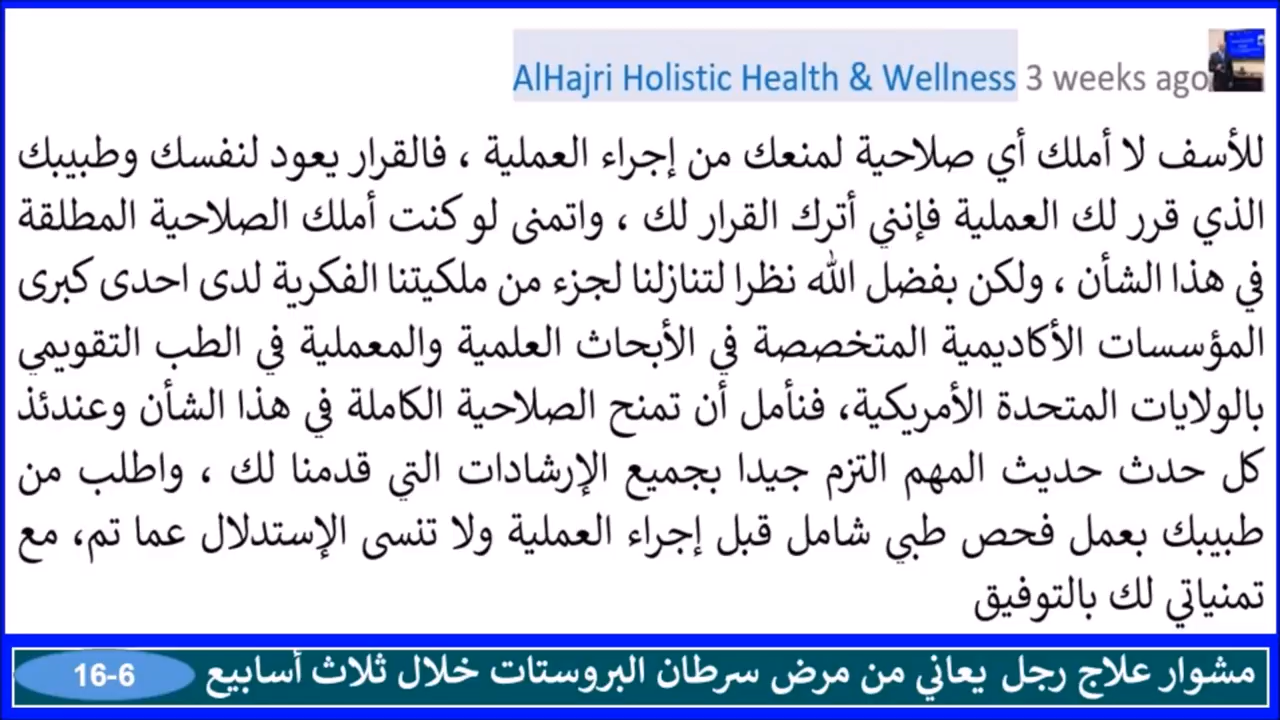 AlHajri Holistic Health & Wellness 3 weeks ago
للأسف لا أملك أي صلاحية لمنعك من إجراء العملية ، فالقرار يعود لنفسك وطبيبك
الذي قرر لك العملية فإنني أترك القرار لك ، واتمنى لو كنت أملك الصلاحية المطلقة
في هذا الشأن ، ولكن بفضل الله نظرا لتنازلنا لجزء من ملكيتنا الفكرية لدى احدى كبرى
المؤسسات الأكاديمية المتخصصة في الأبحاث العلمية والمعملية في الطب التقويمي
بالولايات المتحدة الأمريكية، فنأمل أن تمنح الصلاحية الكاملة في هذا الشأن وعندئذ
كل حدث حديث المهم التزم جيدا بجميع الإرشادات التي قدمنا لك ، واطلب من
طبيبك بعمل فحص طبي شامل قبل إجراء العملية ولا تنسى الإستدلال عما تم، مع
تمنياتي لك بالتوفيق
مشوار علاج رجل يعاني من مرض سرطان البروستات خلال ثلاث أسابيع
16-6